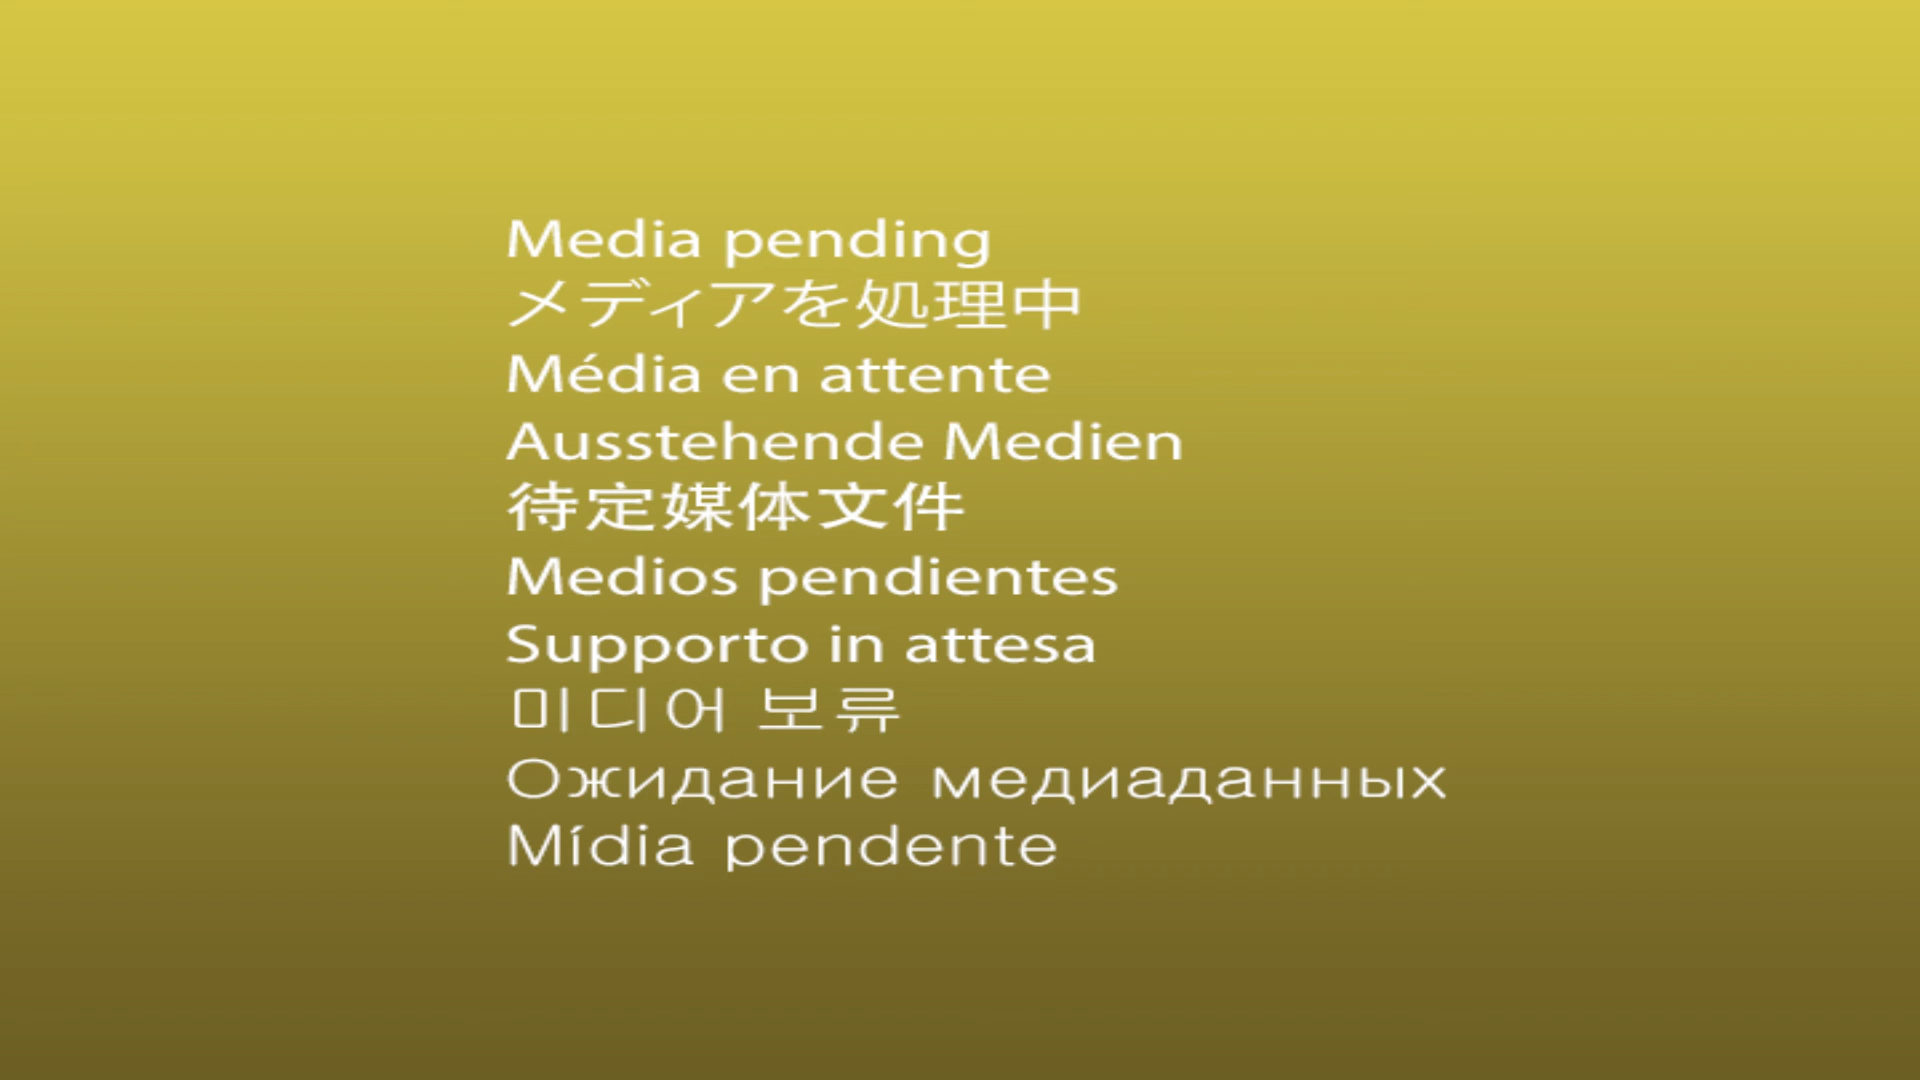 Media pending
メディアを処理中
Média en attente
Ausstehende Medien
待定媒体文件
Medios pendientes
Supporto in attesa
미디어 보류
Ожидание медиаданных
Mídia pendente